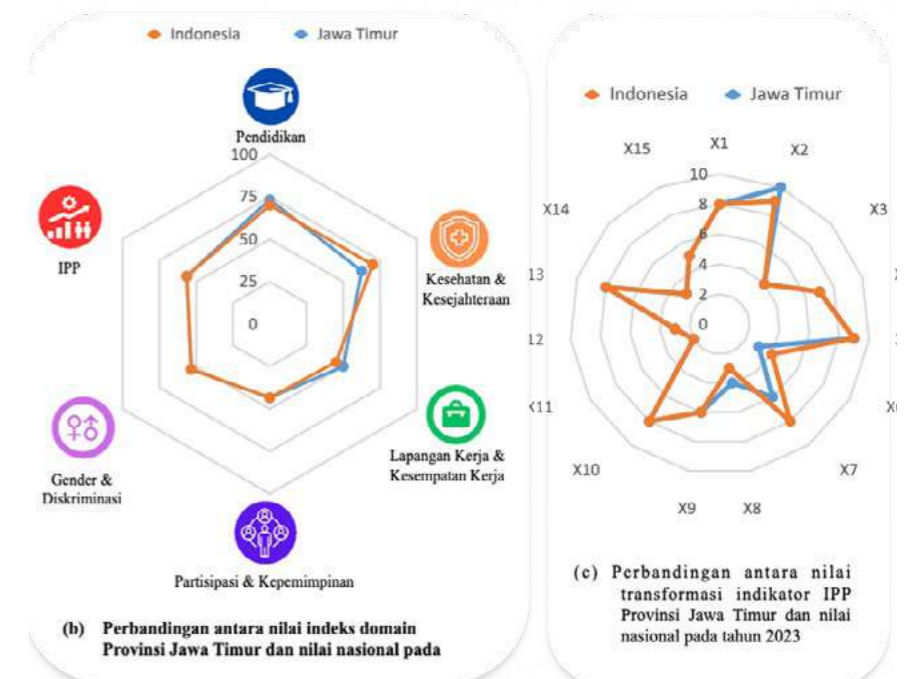 Indonesia
Jawa Timur
Pendidikan
100
75
50
25
0
IPP
Kesehatan &
Kesejahteraan
Gender &
Diskriminasi
Lapangan Kerja &
Kesempatan Kerja
Partisipasi & Kepemimpinan
(b) Perbandingan antara nilai indeks domain
Provinsi Jawa Timur dan nilai nasional pada
Indonesia
Jawa Timur
X1
X2
X3
X7
X8
X9
X10
X14
X15
10
8
6
4
2
0
13
12
(c) Perbandingan antara nilai
transformasi indikator IPP
Provinsi Jawa Timur dan nilai
nasional pada tahun 2023